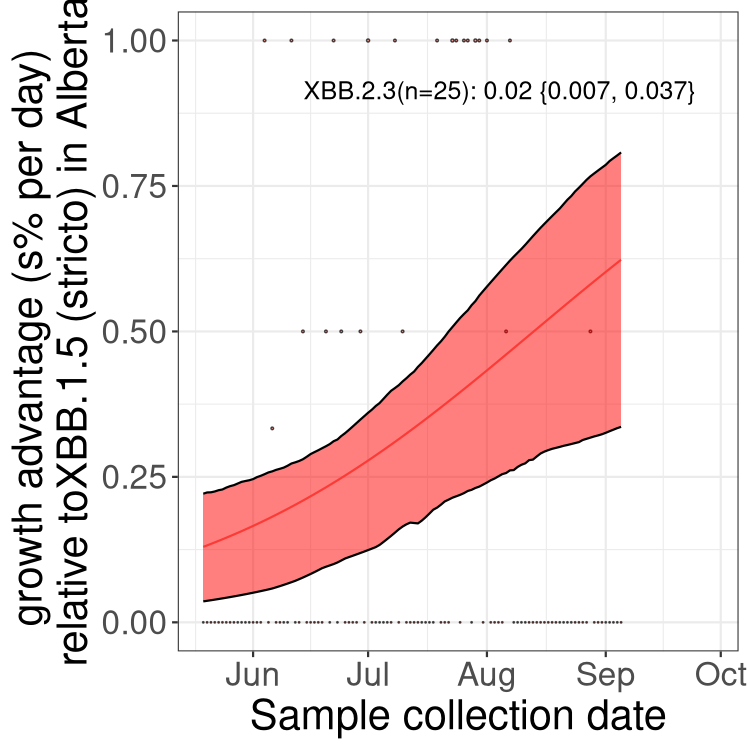 growth advantage (s% per day)
relative toXBB.1.5 (stricto) in Alberta
1.00
0.75
0.50
0.25
0.00
XBB.2.3(n=25): 0.02 {0.007, 0.037}
Jun Jul Aug Sep Oct
Sample collection date